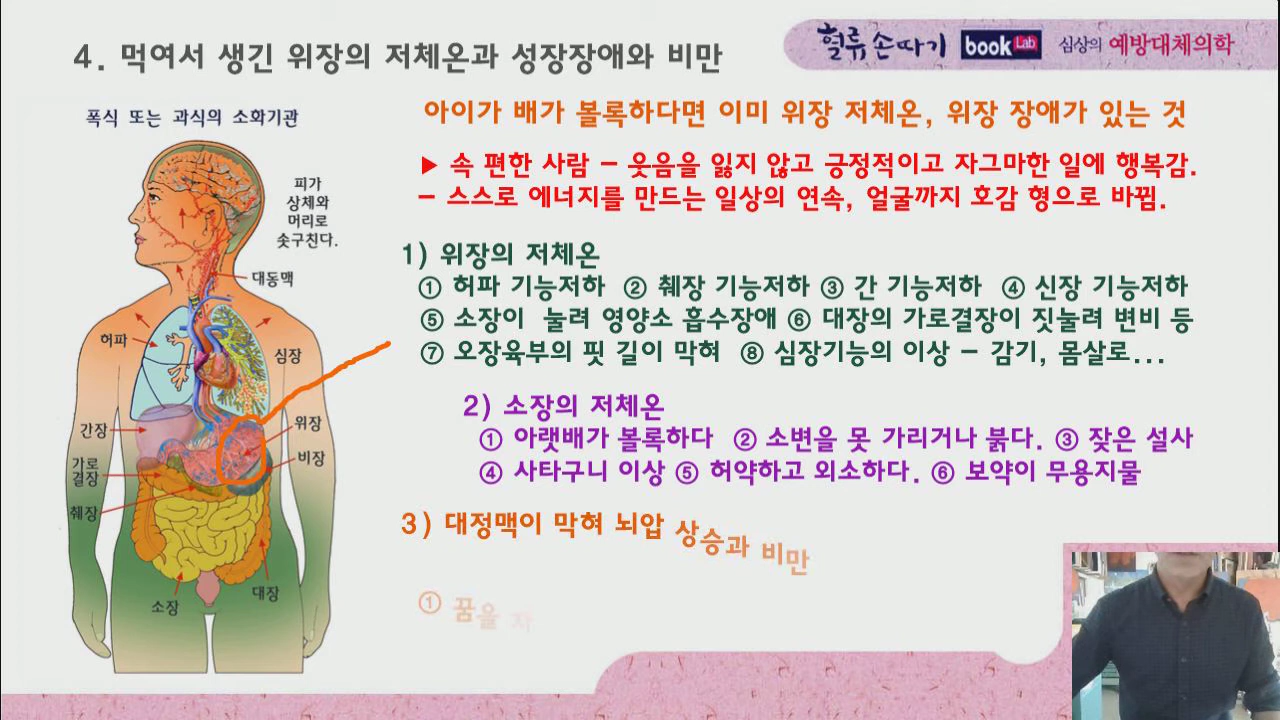 4. 먹여서 생긴 위장의 저체온과 성장장애와 비만
혈류 손따기 book Lab 심상의 예방대체의학
폭식 또는 과식의 소화기관
피가
상체와
머리로
솟구친다.
대동맥
허파
심장
간장
위장
비장
가로
결장
췌장
소장
대장
아이가 배가 볼록하다면 이미 위장 저체온, 위장 장애가 있는 것
▶ 속 편한 사람 – 웃음을 잃지 않고 긍정적이고 자그마한 일에 행복감.
– 스스로 에너지를 만드는 일상의 연속, 얼굴까지 호감 형으로 바뀜.
1) 위장의 저체온
① 허파 기능저하 ② 췌장 기능저하 ③ 간 기능저하 ④ 신장 기능저하
⑤ 소장이 눌려 영양소 흡수장애 ⑥ 대장의 가로결장이 짓눌려 변비 등
⑦ 오장육부의 핏 길이 막혀 ⑧ 심장기능의 이상 – 감기, 몸살로...
2) 소장의 저체온
① 아랫배가 볼록하다 ② 소변을 못 가리거나 붉다. ③ 잦은 설사
④ 사타구니 이상 ⑤ 허약하고 외소하다. ⑥ 보약이 무용지물
3) 대정맥이 막혀 뇌압 상승과 비만
① 꿈을 자